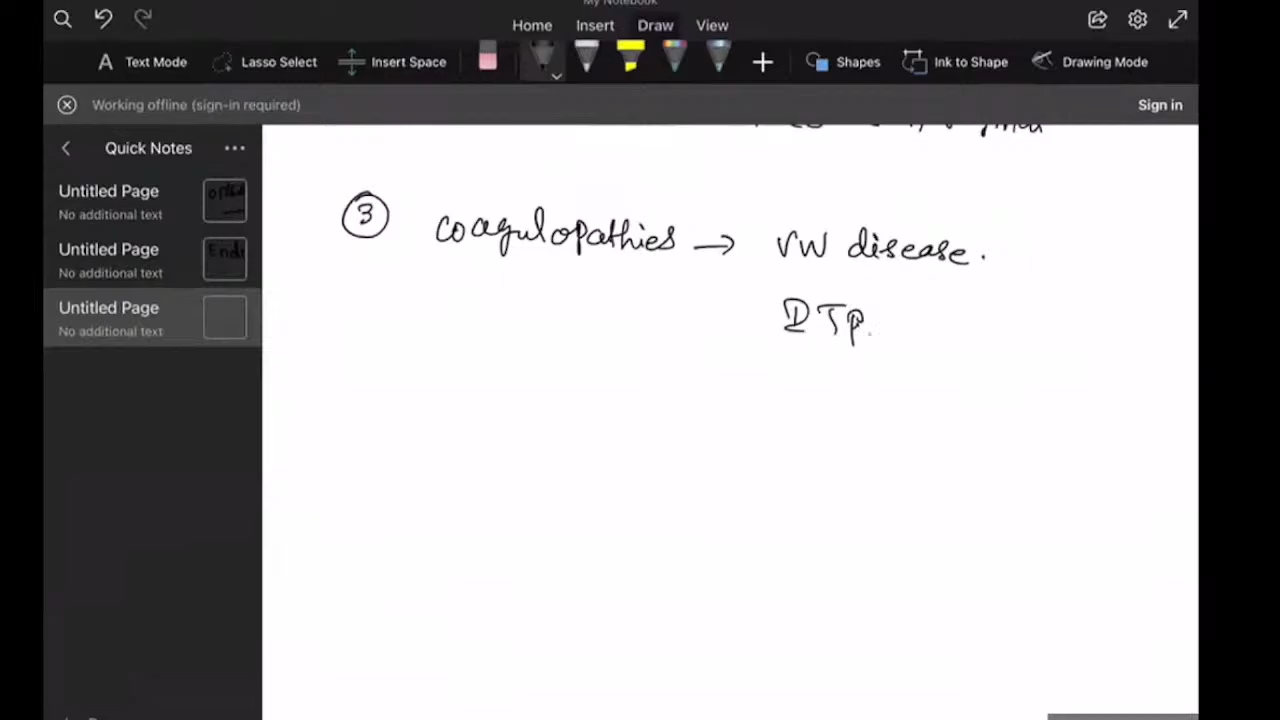 My Notebook
Home Insert Draw View
Text Mode Lasso Select Insert Space Shapes Ink to Shape Drawing Mode
Working offline (sign-in required) Sign in
Quick Notes
Untitled Page
No additional text
Untitled Page
No additional text
Untitled Page
No additional text
3 coagulopathies → VW disease.
ITP.